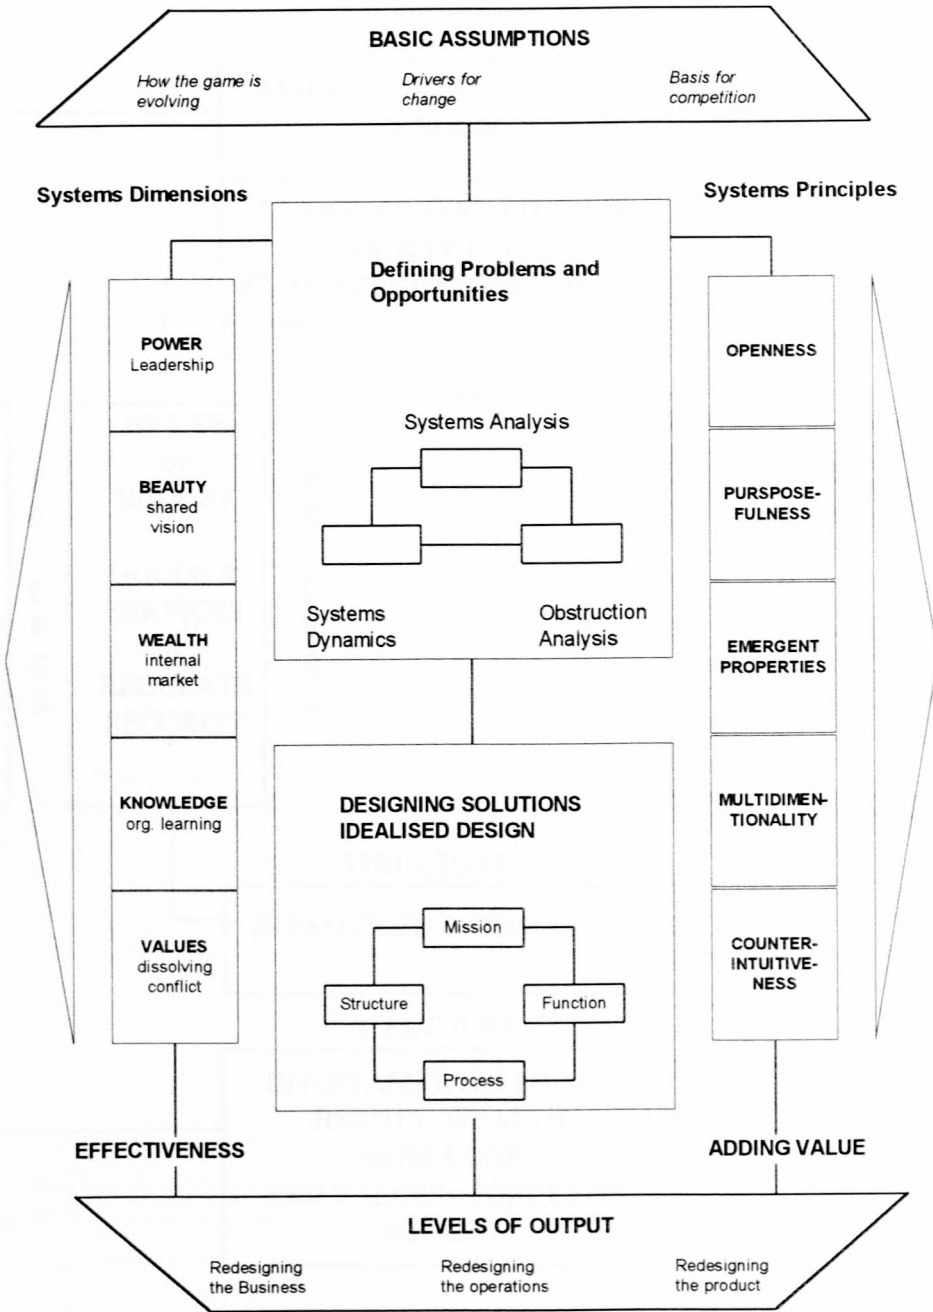 BASIC ASSUMPTIONS
How the game is
evolving
Drivers for
change
Basis for
competition
Systems Dimensions
Systems Principles
Defining Problems and
Opportunities
POWER
Leadership
BEAUTY
shared
vision
WEALTH
internal
market
KNOWLEDGE
org. learning
VALUES
dissolving
conflict
Systems Analysis
Systems
Dynamics
Obstruction
Analysis
DESIGNING SOLUTIONS
IDEALISED DESIGN
Mission
Structure
Function
Process
OPENNESS
PURSPOSE-
FULNESS
EMERGENT
PROPERTIES
MULTIDIMEN-
TIONALITY
COUNTER-
INTUITIVE-
NESS
EFFECTIVENESS
ADDING VALUE
LEVELS OF OUTPUT
Redesigning
the Business
Redesigning
the operations
Redesigning
the product